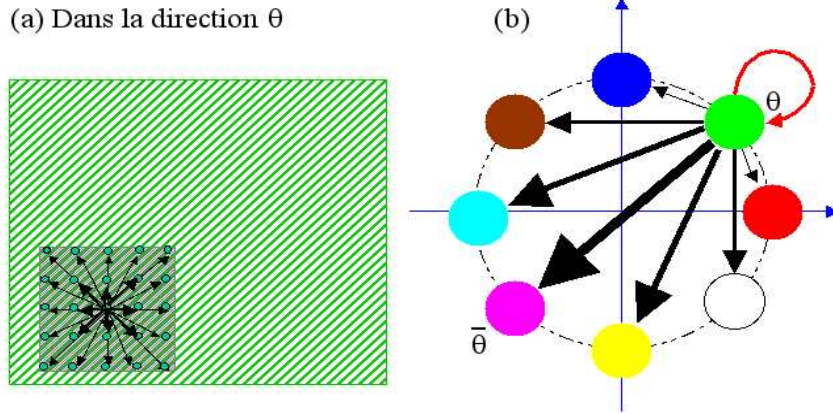 (a) Dans la direction θ
(b)
θ
θ̅